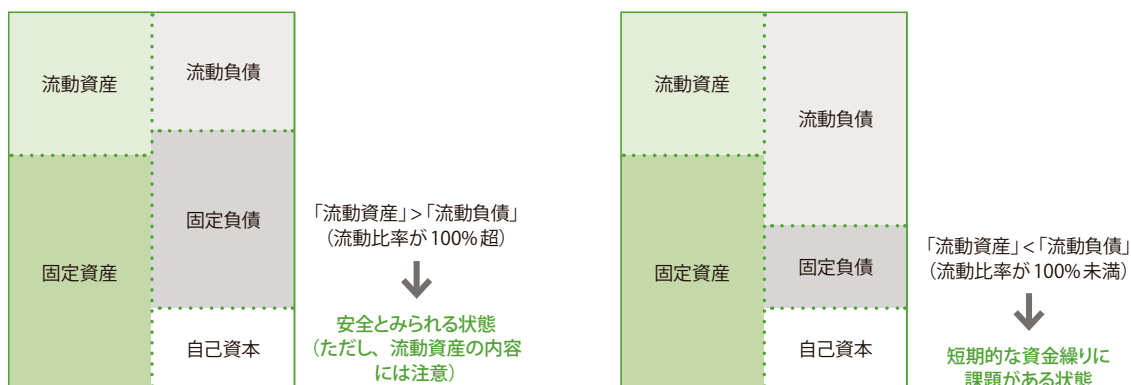 流動資産
流動負債
固定負債
固定資産
自己資本
「流動資産」>「流動負債」
（流動比率が100%超）
安全とみられる状態
（ただし、流動資産の内容
には注意）
流動資産
流動負債
固定負債
固定資産
自己資本
「流動資産」<「流動負債」
（流動比率が100%未満）
短期的な資金繰りに
課題がある状態